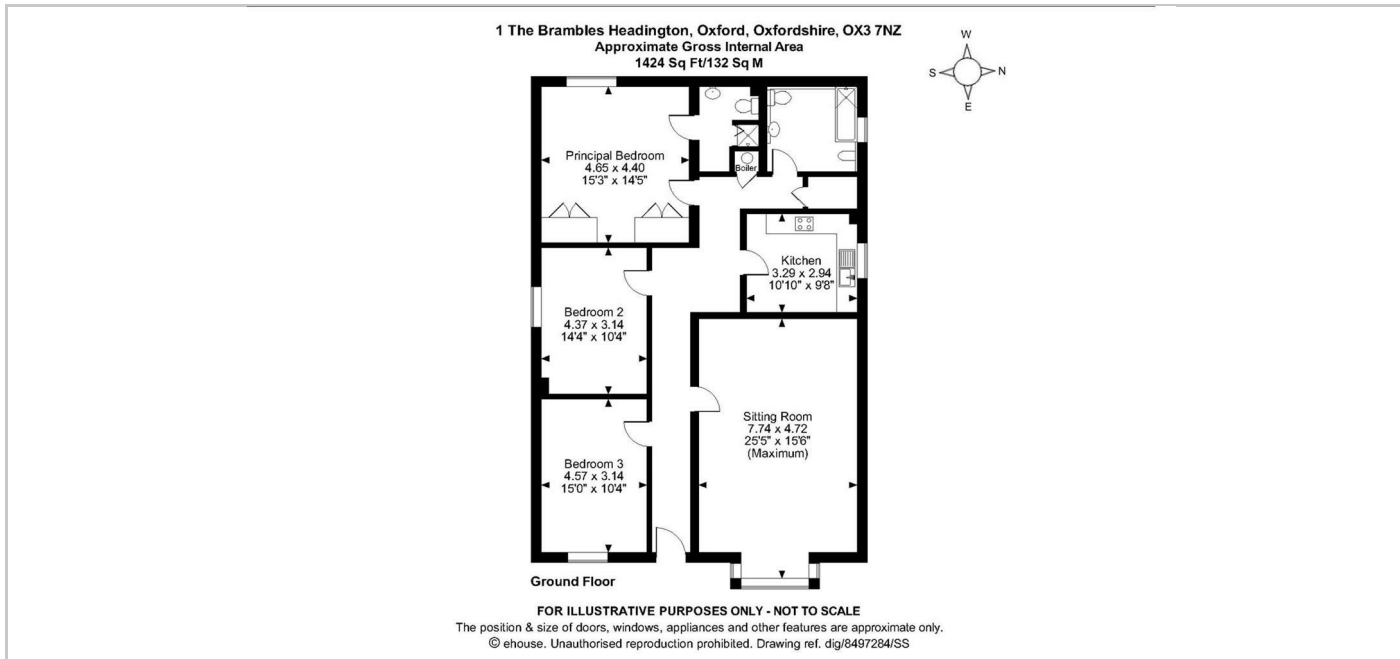 1 The Brambles Headington, Oxford, Oxfordshire, OX3 7NZ
Approximate Gross Internal Area
1424 Sq Ft/132 Sq M
W
S
N
E
Principal Bedroom
4.65 x 4.40
15'3" x 14'5"
Boiler
Kitchen
3.29 x 2.94
10'10" x 9'8"
Bedroom 2
4.37 x 3.14
14'4" x 10'4"
Sitting Room
7.74 x 4.72
25'5" x 15'6"
(Maximum)
Bedroom 3
4.57 x 3.14
15'0" x 10'4"
Ground Floor
FOR ILLUSTRATIVE PURPOSES ONLY - NOT TO SCALE
The position & size of doors, windows, appliances and other features are approximate only.
© ehouse. Unauthorised reproduction prohibited. Drawing ref. dig/8497284/SS